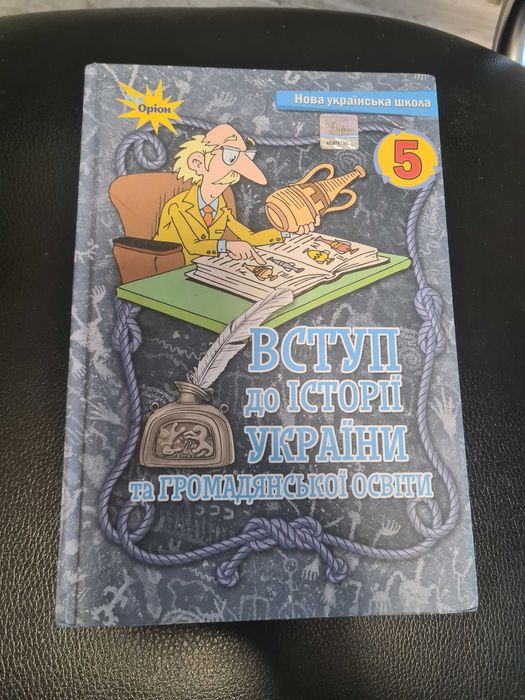 Оріон
Нова українська школа
5
ВСТУП
до ІСТОРІЇ
УКРАЇНИ
та ГРОМАДЯНСЬКОЇ ОСВІТИ